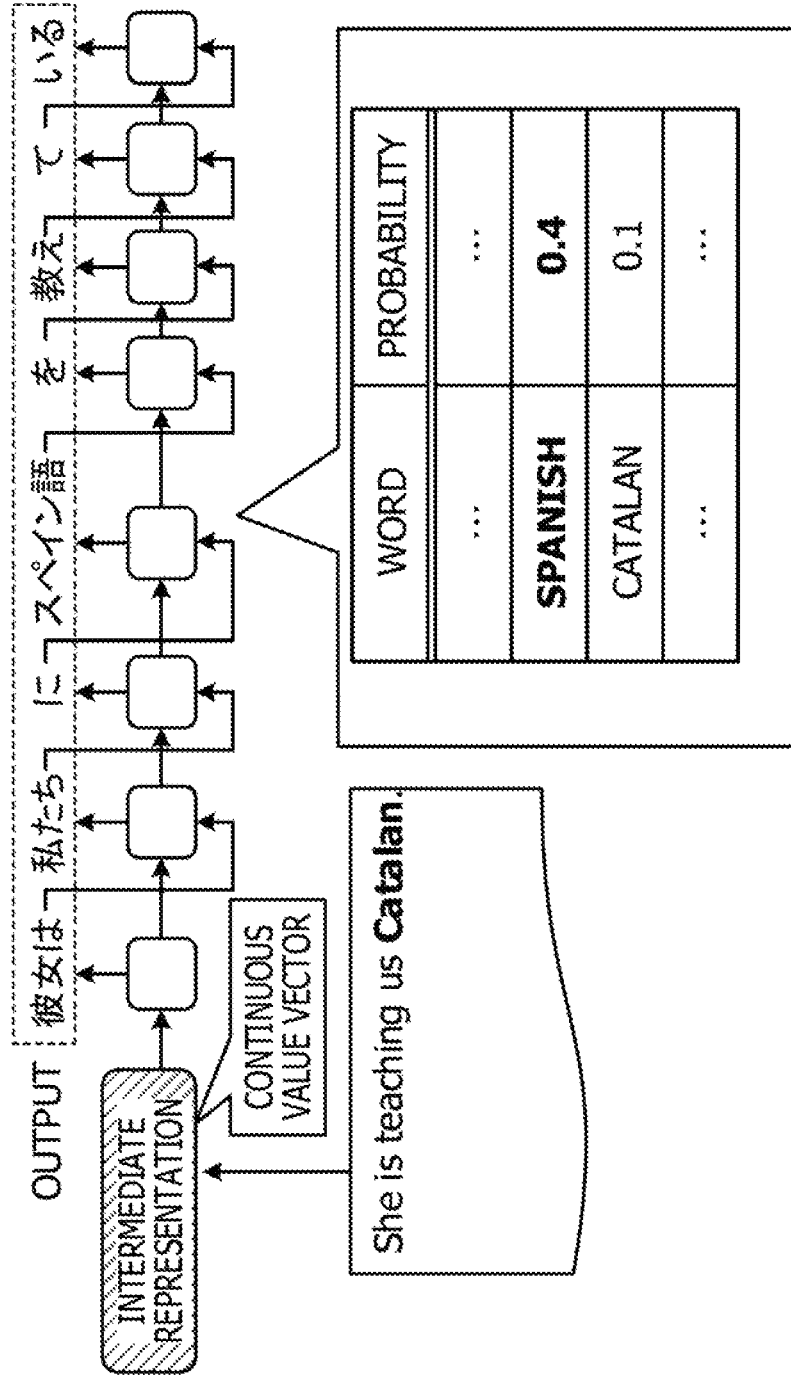 OUTPUT
彼女は 私たち に スペイン語 を 教え て いる
INTERMEDIATE
REPRESENTATION
CONTINUOUS
VALUE VECTOR
She is teaching us Catalan.
WORD PROBABILITY
... ...
SPANISH 0.4
CATALAN 0.1
... ...